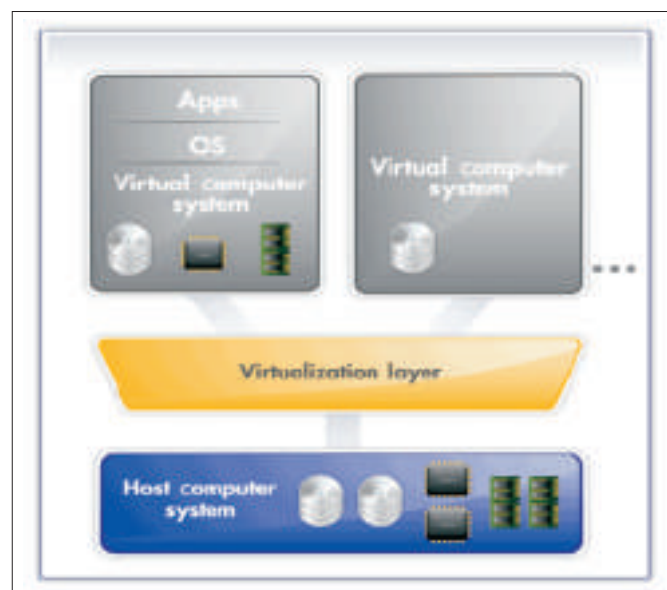 Apps
OS
Virtual computer
system
Virtual computer
system
...
Virtualization layer
Host computer
system